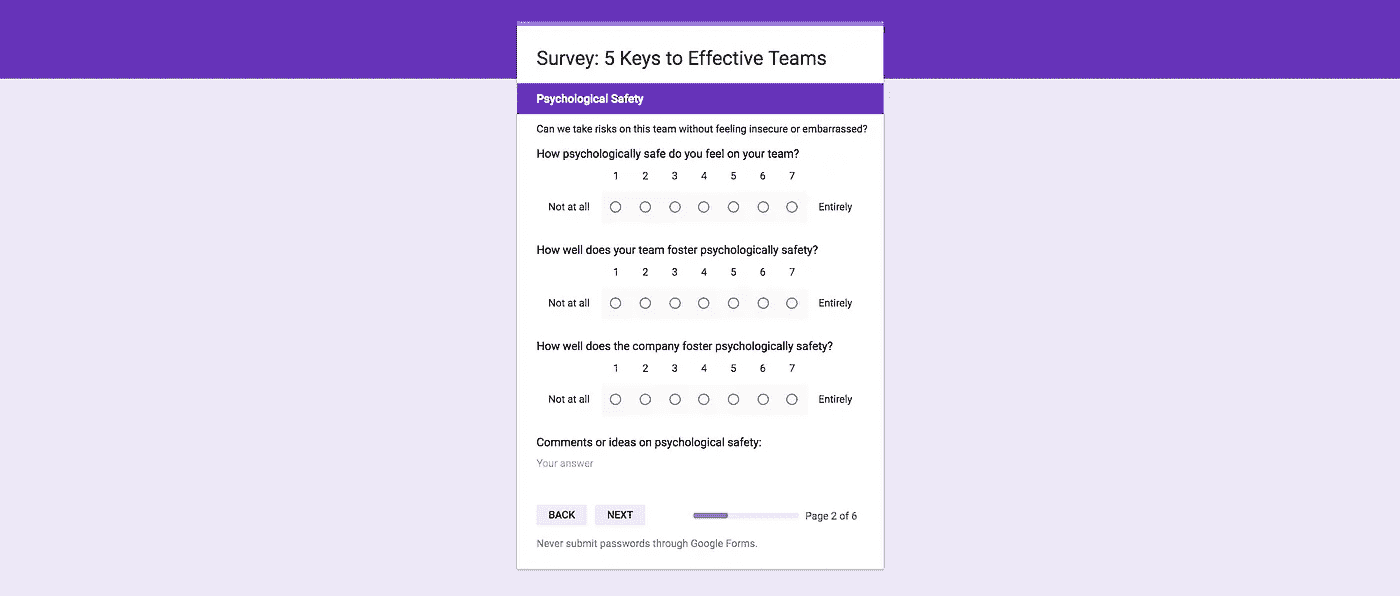 Survey: 5 Keys to Effective Teams
Psychological Safety
Can we take risks on this team without feeling insecure or embarrassed?
How psychologically safe do you feel on your team?
1 2 3 4 5 6 7
Not at all Entirely
How well does your team foster psychologically safety?
1 2 3 4 5 6 7
Not at all Entirely
How well does the company foster psychologically safety?
1 2 3 4 5 6 7
Not at all Entirely
Comments or ideas on psychological safety:
Your answer
BACK NEXT Page 2 of 6
Never submit passwords through Google Forms.